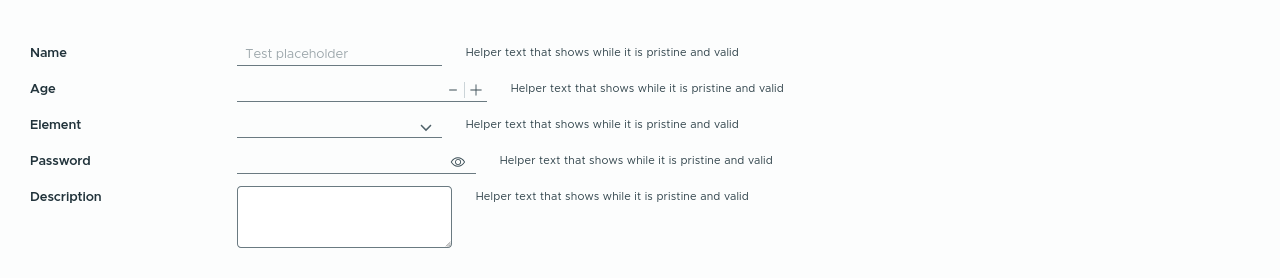 Name Test placeholder Helper text that shows while it is pristine and valid
Age Helper text that shows while it is pristine and valid
Element Helper text that shows while it is pristine and valid
Password Helper text that shows while it is pristine and valid
Description Helper text that shows while it is pristine and valid